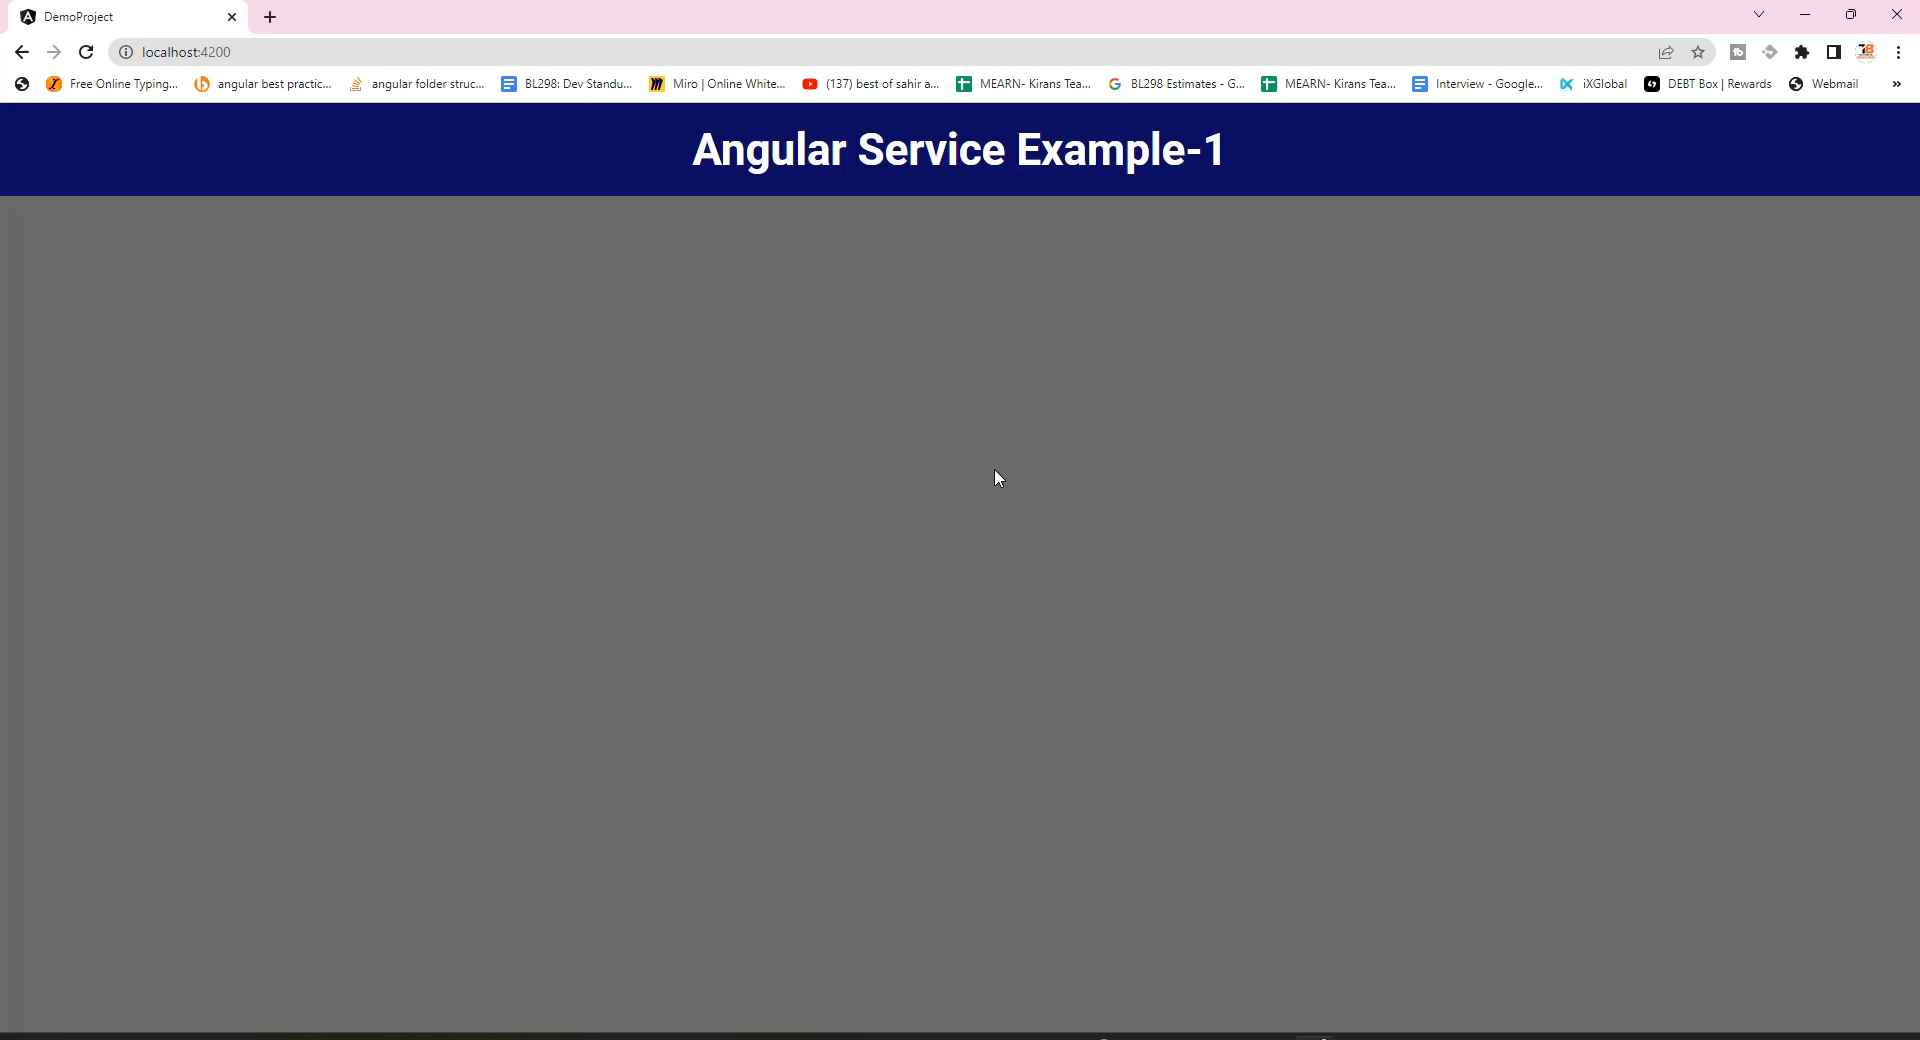 DemoProject
localhost:4200
Free Online Typing... angular best practic... angular folder struc... BL298: Dev Standu... Miro | Online White... (137) best of sahir a... MEARN- Kirans Tea... BL298 Estimates - G... MEARN- Kirans Tea... Interview - Google... iXGlobal DEBT Box | Rewards Webmail »
Angular Service Example-1